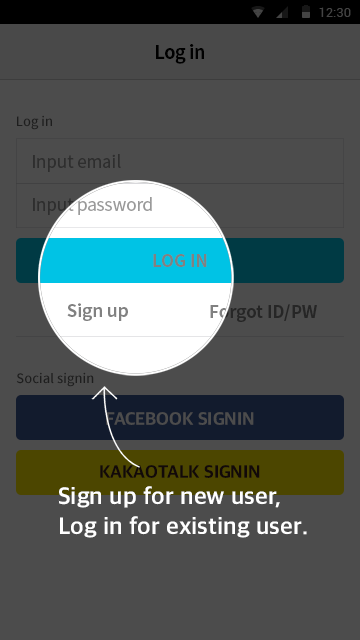 12:30
Log in
Log in
Input email
Input password
LOG IN
Sign up
Forgot ID/PW
Social signin
FACEBOOK SIGNIN
KAKAOTALK SIGNIN
Sign up for new user,
Log in for existing user.